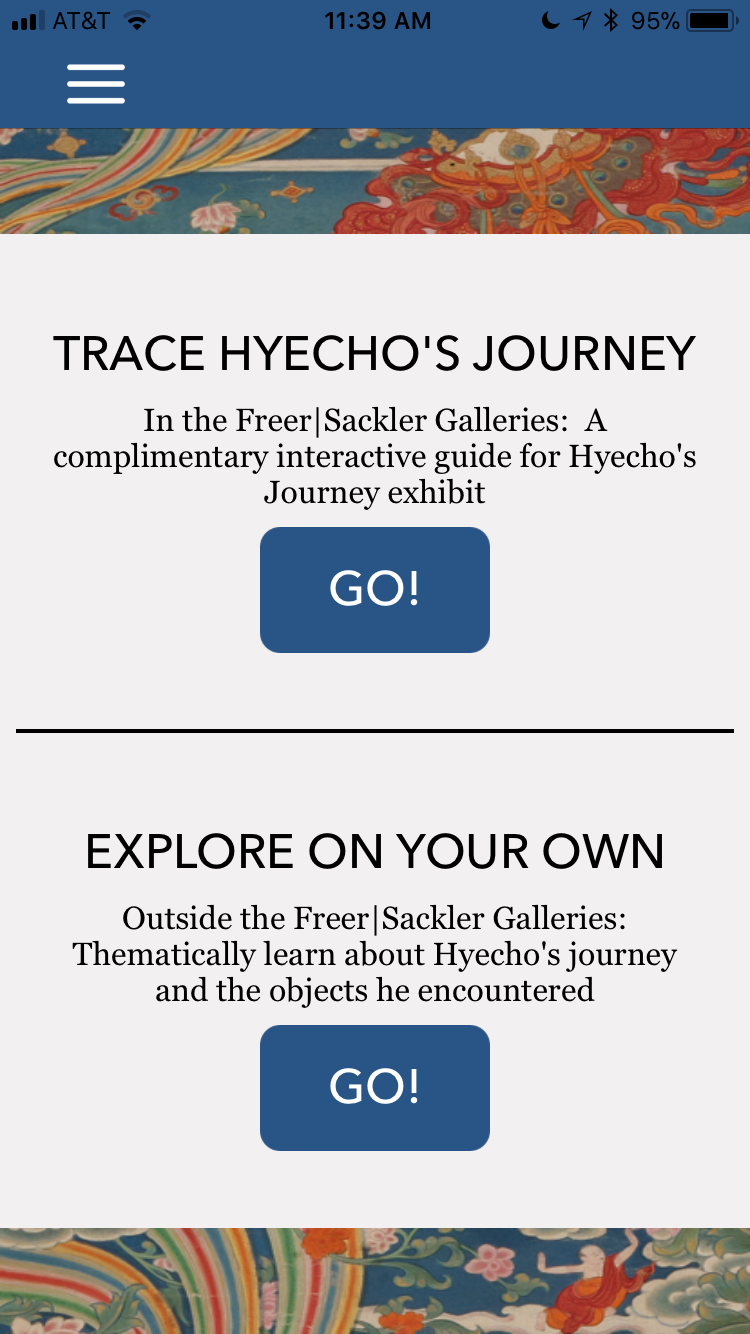 AT&T 11:39 AM 95%
TRACE HYECHO'S JOURNEY
In the Freer|Sackler Galleries:  A
complimentary interactive guide for Hyecho's
Journey exhibit
GO!
EXPLORE ON YOUR OWN
Outside the Freer|Sackler Galleries:
Thematically learn about Hyecho's journey
and the objects he encountered
GO!